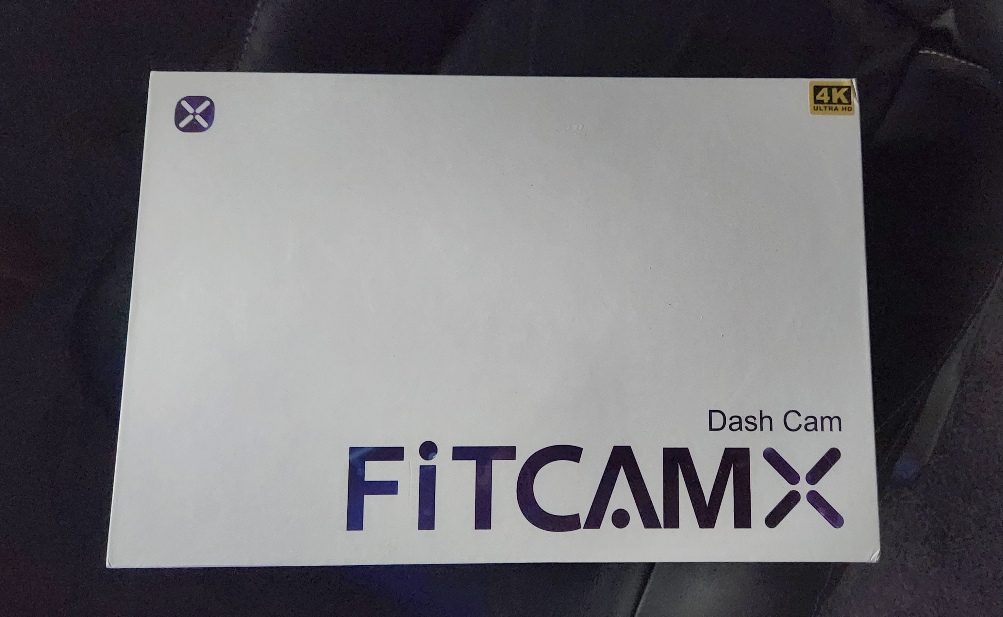 4K
ULTRA HD
Dash Cam
FiTCAMX